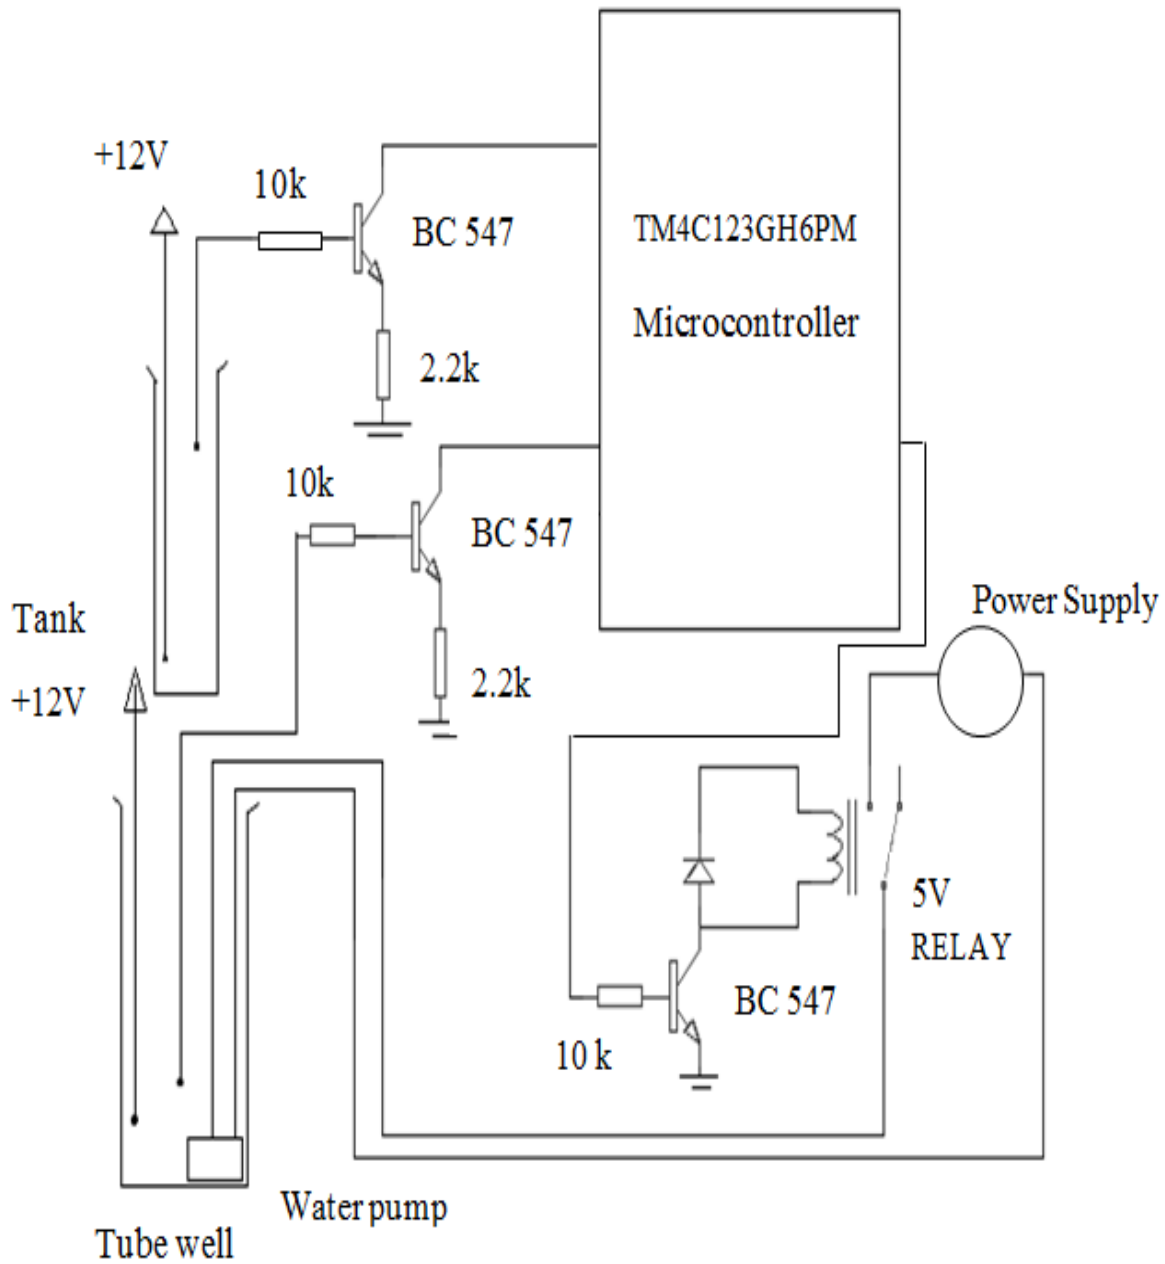 +12V
10k
BC 547
TM4C123GH6PM
Microcontroller
2.2k
10k
BC 547
Tank
+12V
2.2k
Power Supply
5V
RELAY
BC 547
10 k
Water pump
Tube well